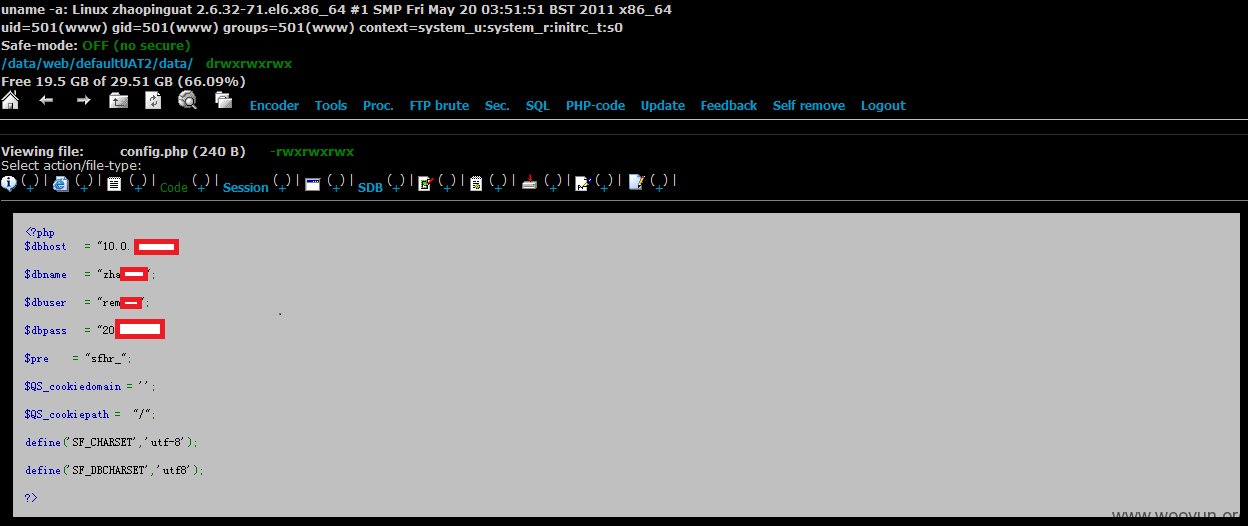 uname -a: Linux zhaopinguat 2.6.32-71.el6.x86_64 #1 SMP Fri May 20 03:51:51 BST 2011 x86_64
uid=501(www) gid=501(www) groups=501(www) context=system_u:system_r:initrc_t:s0
Safe-mode: OFF (no secure)
/data/web/defaultUAT2/data/ drwxrwxrwx
Free 19.5 GB of 29.51 GB (66.09%)
Encoder Tools Proc. FTP brute Sec. SQL PHP-code Update Feedback Self remove Logout
Viewing file: config.php (240 B) -rwxrwxrwx
Select action/file-type:
(+) | (+) | (+) | Code (+) | Session (+) | (+) | SDB (+) | (+) | (+) | (+) | (+) | (+) |
<?php
$dbhost = "10.0.
$dbname = "zha";
$dbuser = "rem";
$dbpass = "20
$pre = "sfhr_";
$QS_cookiedomain = '';
$QS_cookiepath = "/";
define('SF_CHARSET','utf-8');
define('SF_DBCHARSET','utf8');
?>
www.wooyun.or